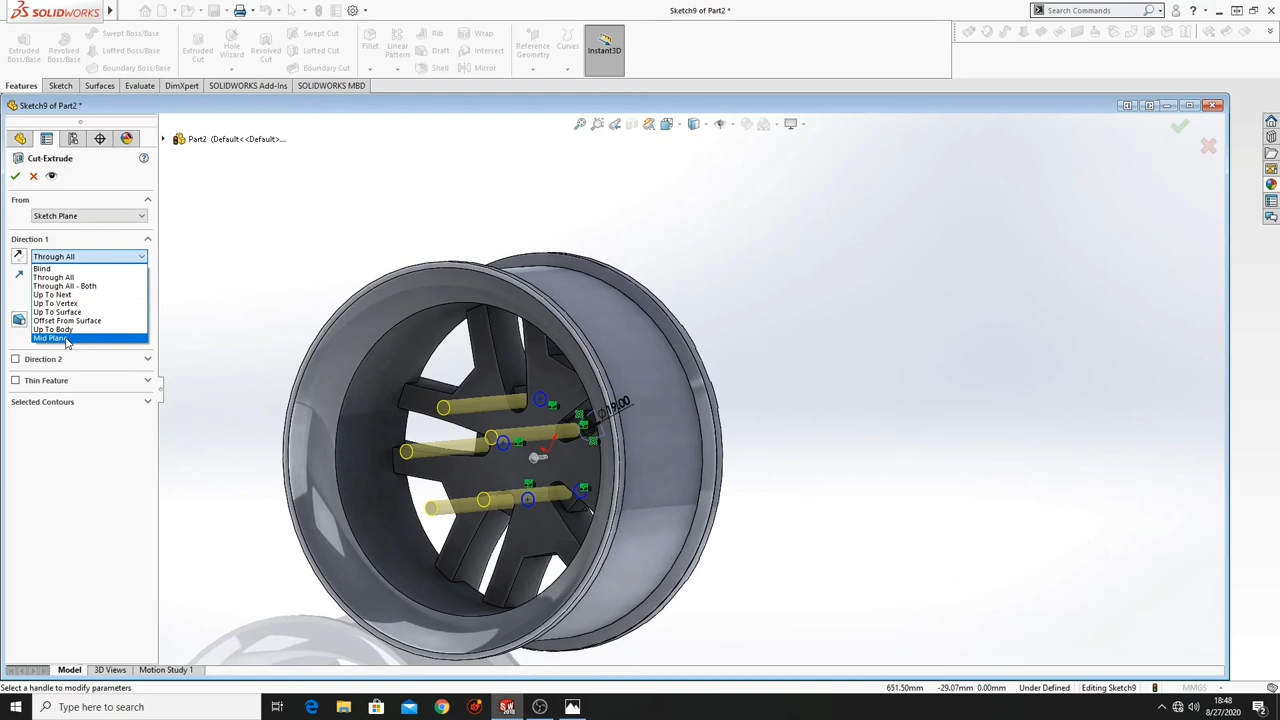 SOLIDWORKS
Sketch9 of Part2 *
Search Commands
Extruded Boss/Base
Revolved Boss/Base
Swept Boss/Base
Lofted Boss/Base
Boundary Boss/Base
Extruded Cut
Hole Wizard
Revolved Cut
Swept Cut
Lofted Cut
Boundary Cut
Fillet
Linear Pattern
Rib
Draft
Shell
Wrap
Intersect
Mirror
Reference Geometry
Curves
Instant3D
Features
Sketch
Surfaces
Evaluate
DimXpert
SOLIDWORKS Add-Ins
SOLIDWORKS MBD
Sketch9 of Part2 *
Part2 (Default<<Default>...
Cut-Extrude
From
Sketch Plane
Direction 1
Through All
Blind
Through All
Through All - Both
Up To Next
Up To Vertex
Up To Surface
Offset From Surface
Up To Body
Mid Plane
Direction 2
Thin Feature
Selected Contours
Ø19.00
Model
3D Views
Motion Study 1
Select a handle to modify parameters
651.50mm
-29.07mm 0.00mm
Under Defined
Editing Sketch9
MMGS
Type here to search
SW
2018
18:48
8/27/2020
2